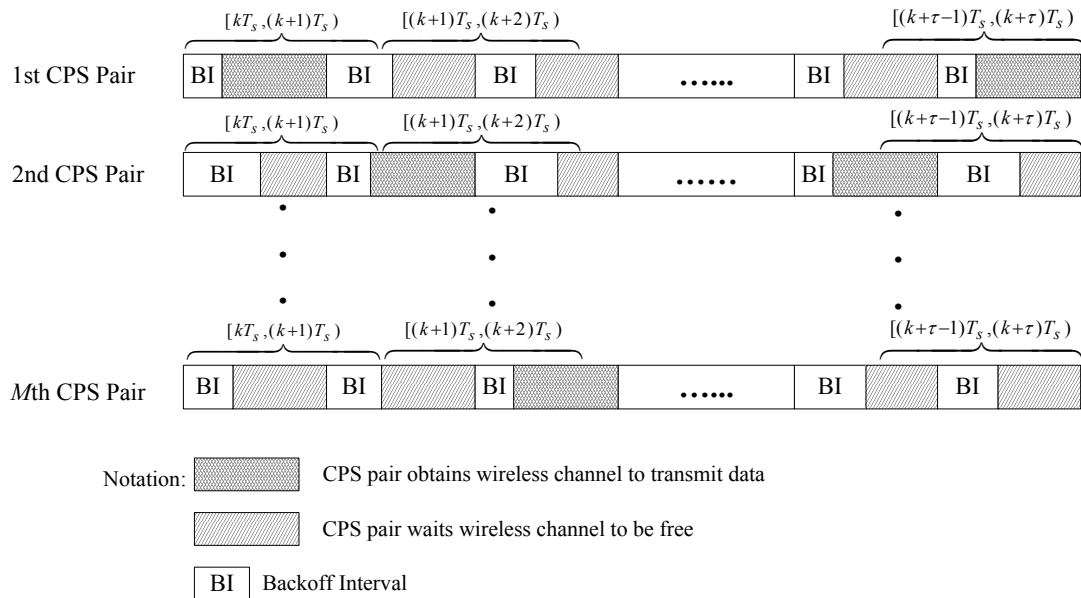 [kT_s,(k+1)T_s) [(k+1)T_s,(k+2)T_s) [(k+τ−1)T_s,(k+τ)T_s)
1st CPS Pair BI BI BI …... BI BI
[kT_s,(k+1)T_s) [(k+1)T_s,(k+2)T_s) [(k+τ−1)T_s,(k+τ)T_s)
2nd CPS Pair BI BI BI …… BI BI
[kT_s,(k+1)T_s) [(k+1)T_s,(k+2)T_s) [(k+τ−1)T_s,(k+τ)T_s)
Mth CPS Pair BI BI BI …... BI BI
Notation: CPS pair obtains wireless channel to transmit data
CPS pair waits wireless channel to be free
BI Backoff Interval